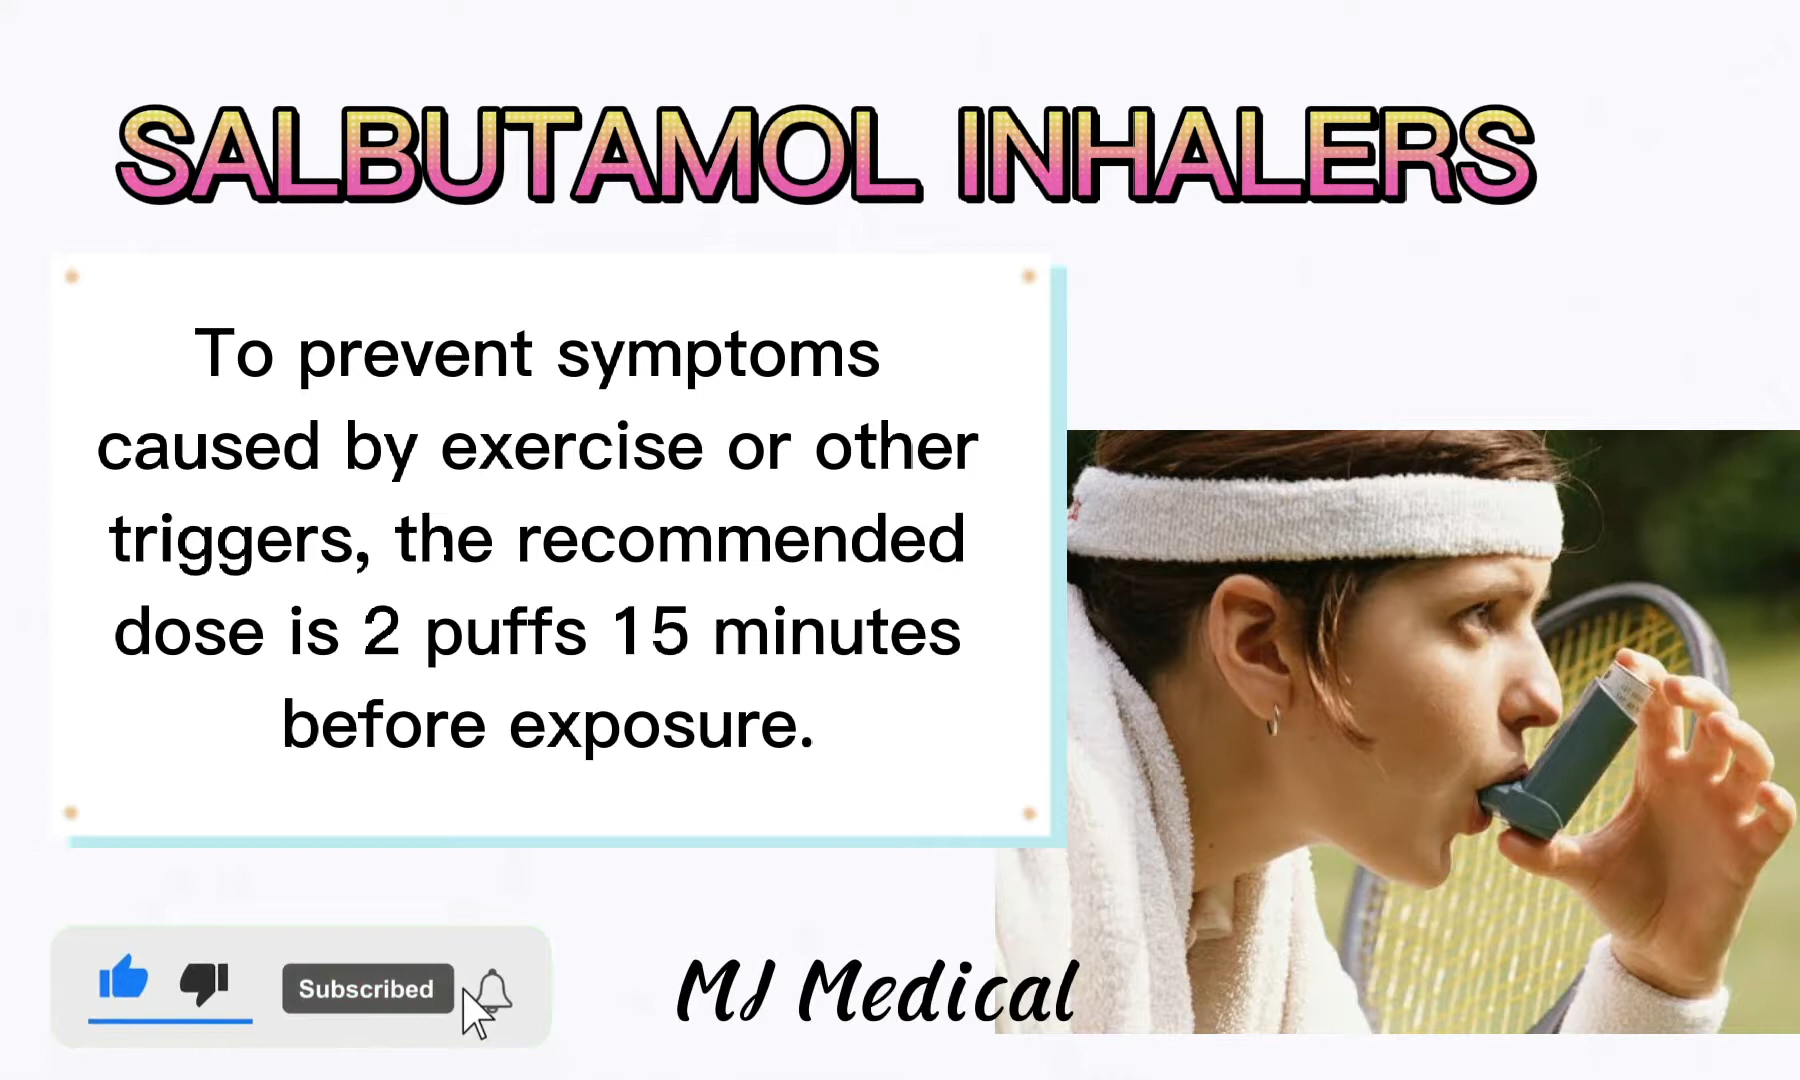 SALBUTAMOL INHALERS
To prevent symptoms
caused by exercise or other
triggers, the recommended
dose is 2 puffs 15 minutes
before exposure.
Subscribed
MJ Medical